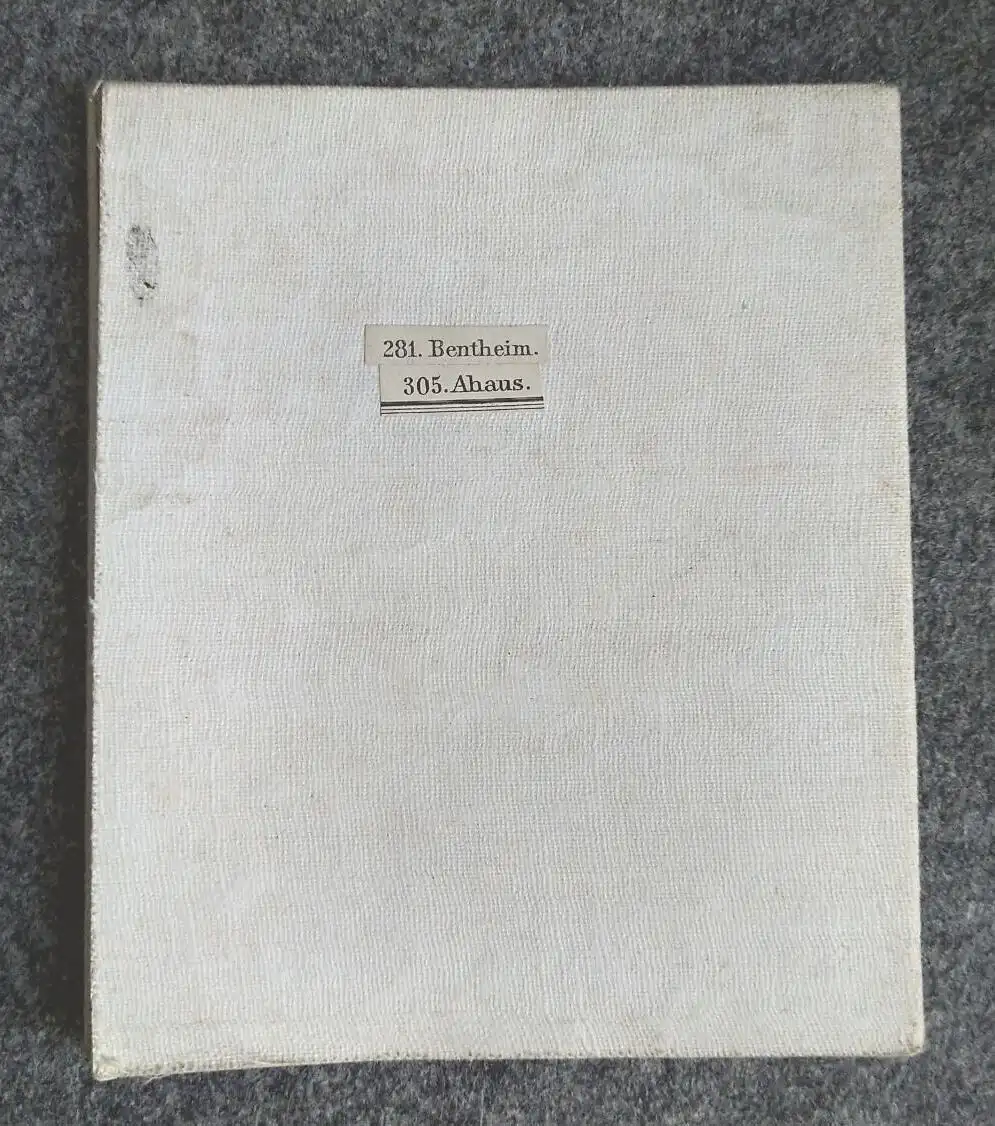 281. Bentheim.
305. Ahaus.